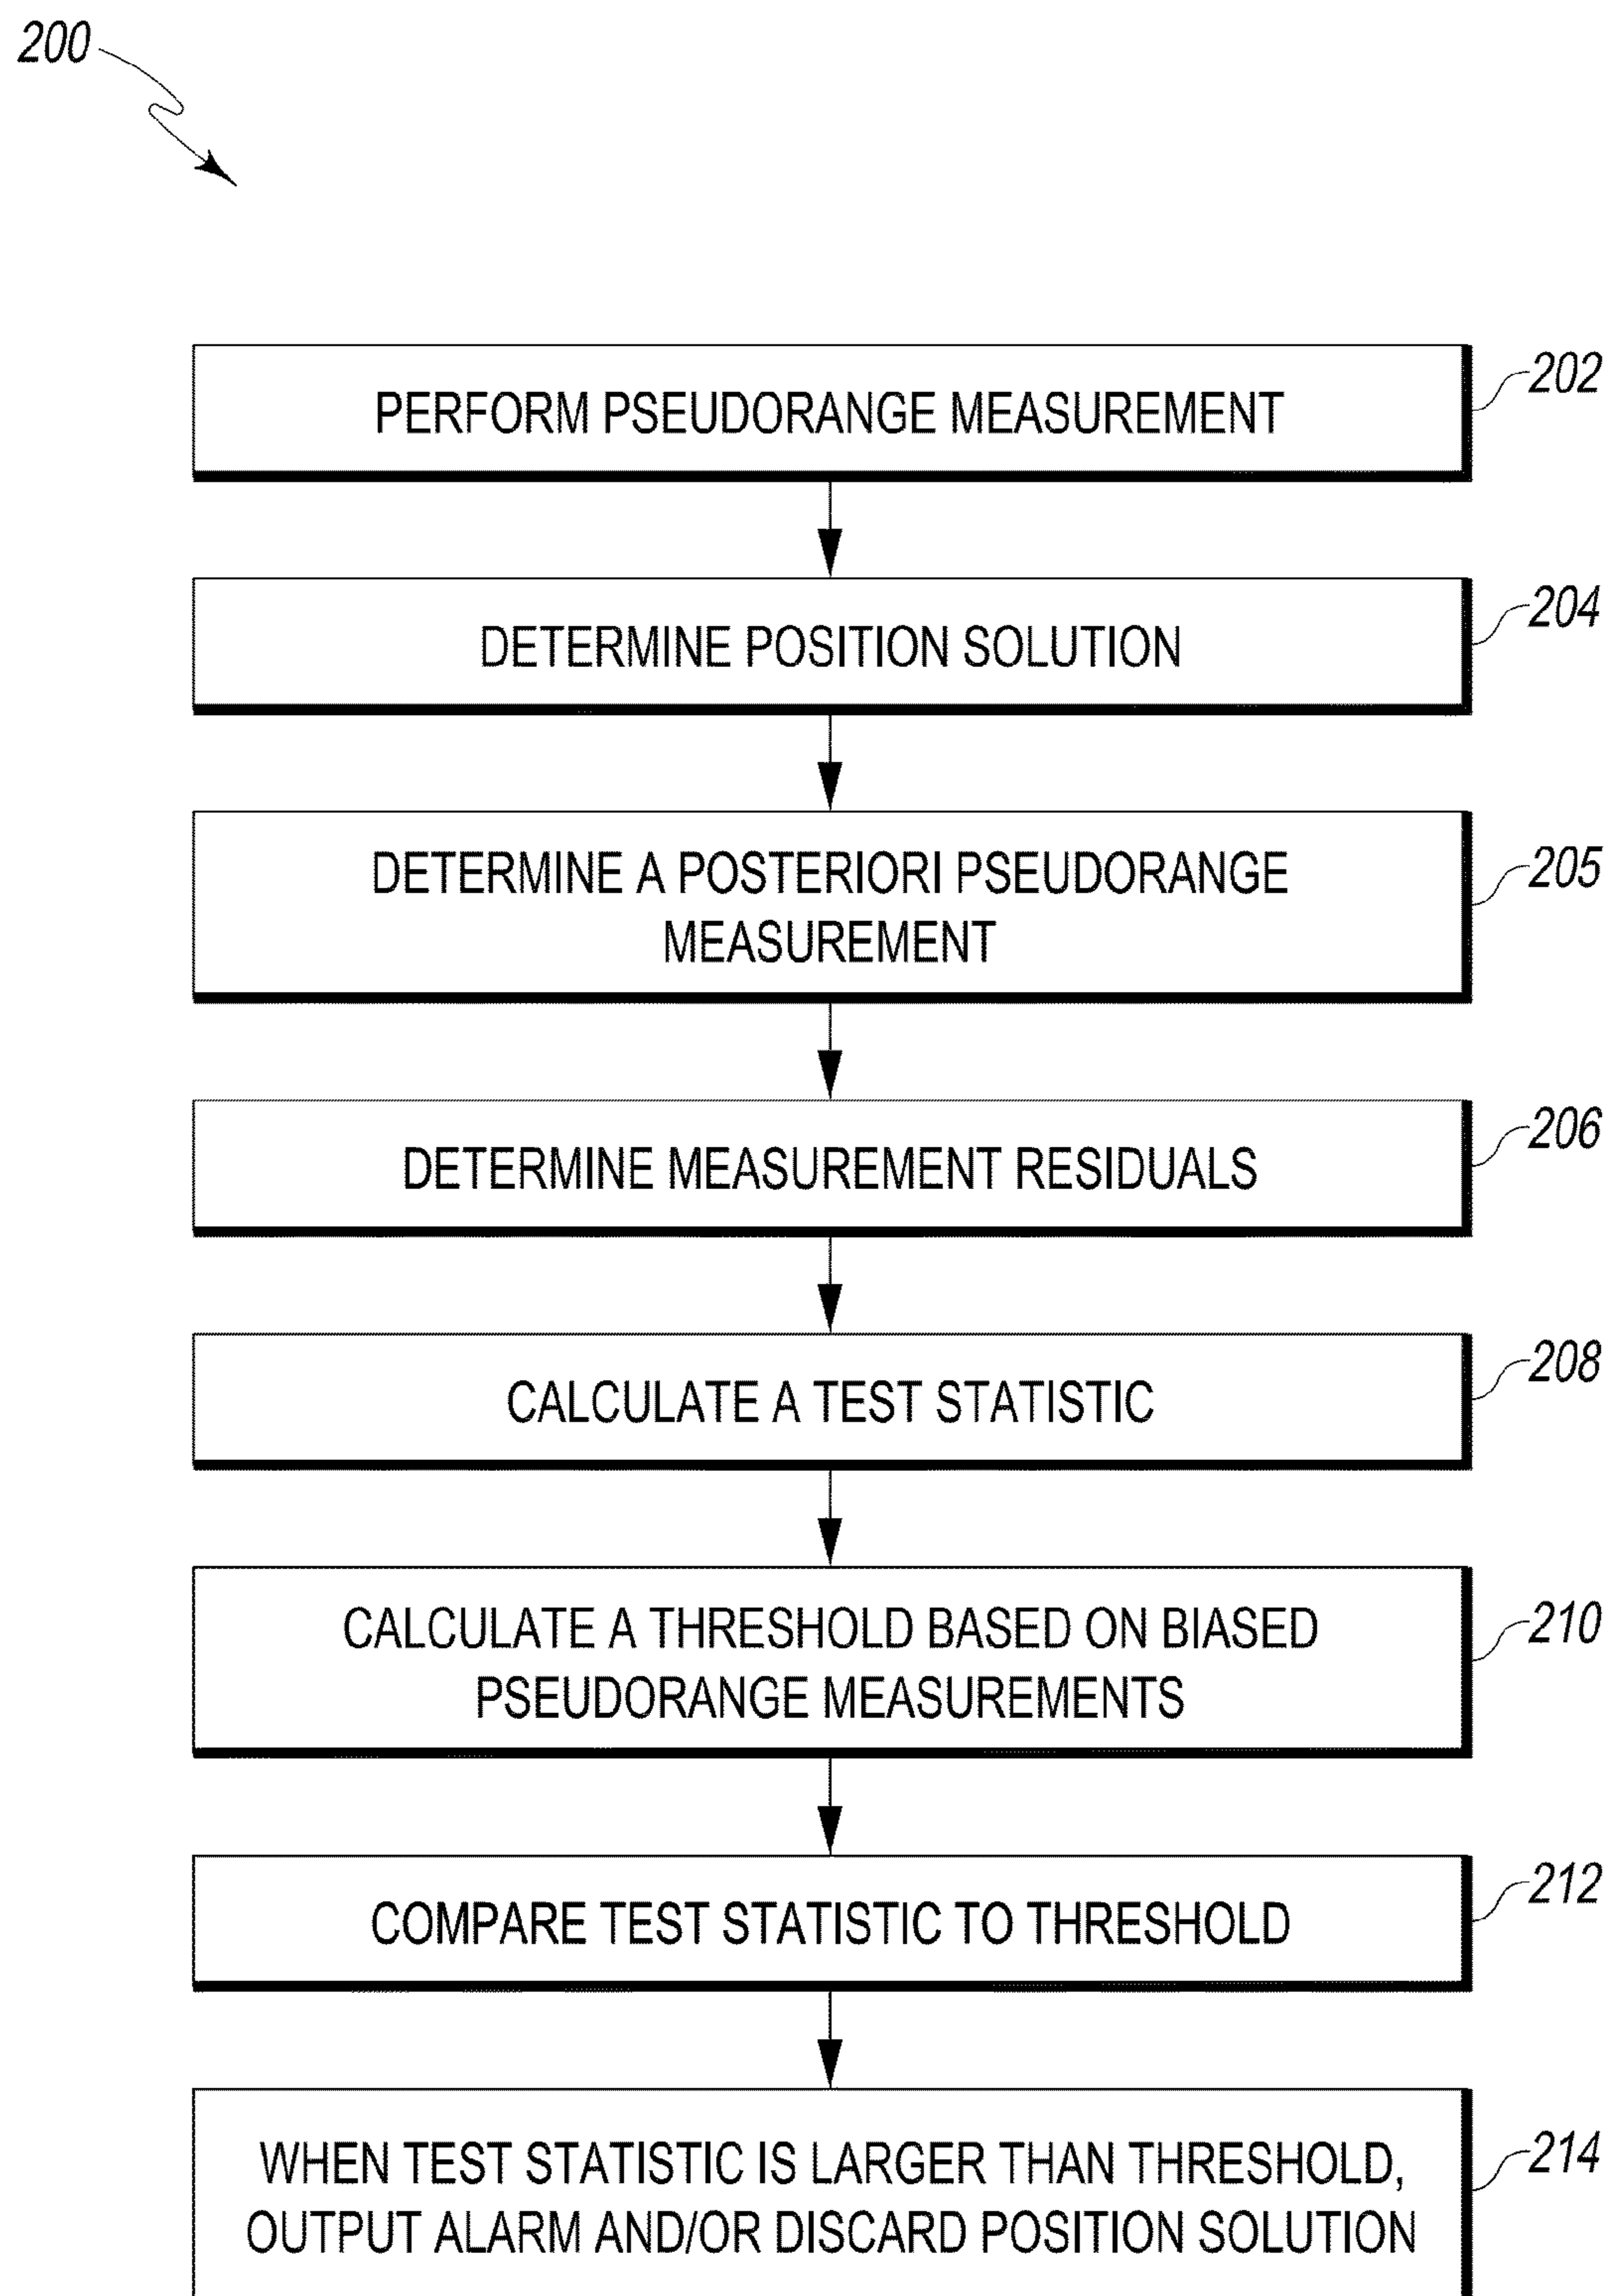 200
PERFORM PSEUDORANGE MEASUREMENT
202
DETERMINE POSITION SOLUTION
204
DETERMINE A POSTERIORI PSEUDORANGE
MEASUREMENT
205
DETERMINE MEASUREMENT RESIDUALS
206
CALCULATE A TEST STATISTIC
208
CALCULATE A THRESHOLD BASED ON BIASED
PSEUDORANGE MEASUREMENTS
210
COMPARE TEST STATISTIC TO THRESHOLD
212
WHEN TEST STATISTIC IS LARGER THAN THRESHOLD,
OUTPUT ALARM AND/OR DISCARD POSITION SOLUTION
214